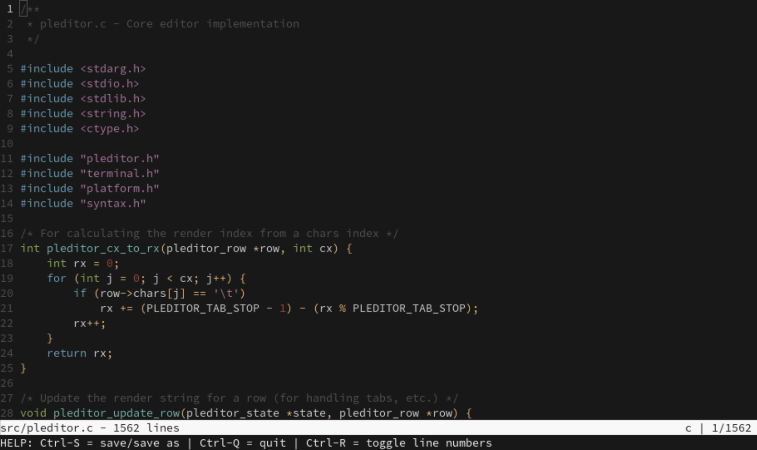 1 /**
2  * pleditor.c - Core editor implementation
3  */
4
5 #include <stdarg.h>
6 #include <stdio.h>
7 #include <stdlib.h>
8 #include <string.h>
9 #include <ctype.h>
10
11 #include "pleditor.h"
12 #include "terminal.h"
13 #include "platform.h"
14 #include "syntax.h"
15
16 /* For calculating the render index from a chars index */
17 int pleditor_cx_to_rx(pleditor_row *row, int cx) {
18     int rx = 0;
19     for (int j = 0; j < cx; j++) {
20         if (row->chars[j] == '\t')
21             rx += (PLEDITOR_TAB_STOP - 1) - (rx % PLEDITOR_TAB_STOP);
22         rx++;
23     }
24     return rx;
25 }
26
27 /* Update the render string for a row (for handling tabs, etc.) */
28 void pleditor_update_row(pleditor_state *state, pleditor_row *row) {
src/pleditor.c - 1562 lines c | 1/1562
HELP: Ctrl-S = save/save as | Ctrl-Q = quit | Ctrl-R = toggle line numbers